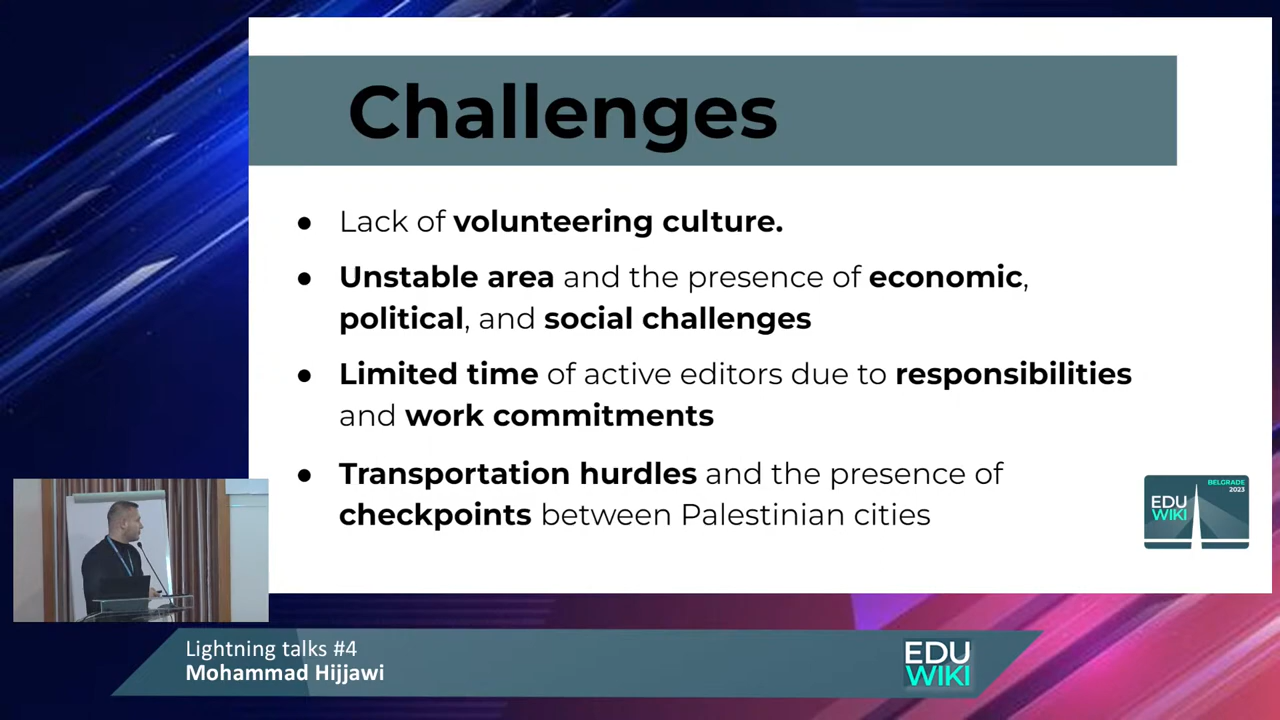 Challenges
● Lack of volunteering culture.
● Unstable area and the presence of economic,
political, and social challenges
● Limited time of active editors due to responsibilities
and work commitments
● Transportation hurdles and the presence of
checkpoints between Palestinian cities
BELGRADE
2023
EDU
WIKI
Lightning talks #4
Mohammad Hijjawi
EDU
WIKI